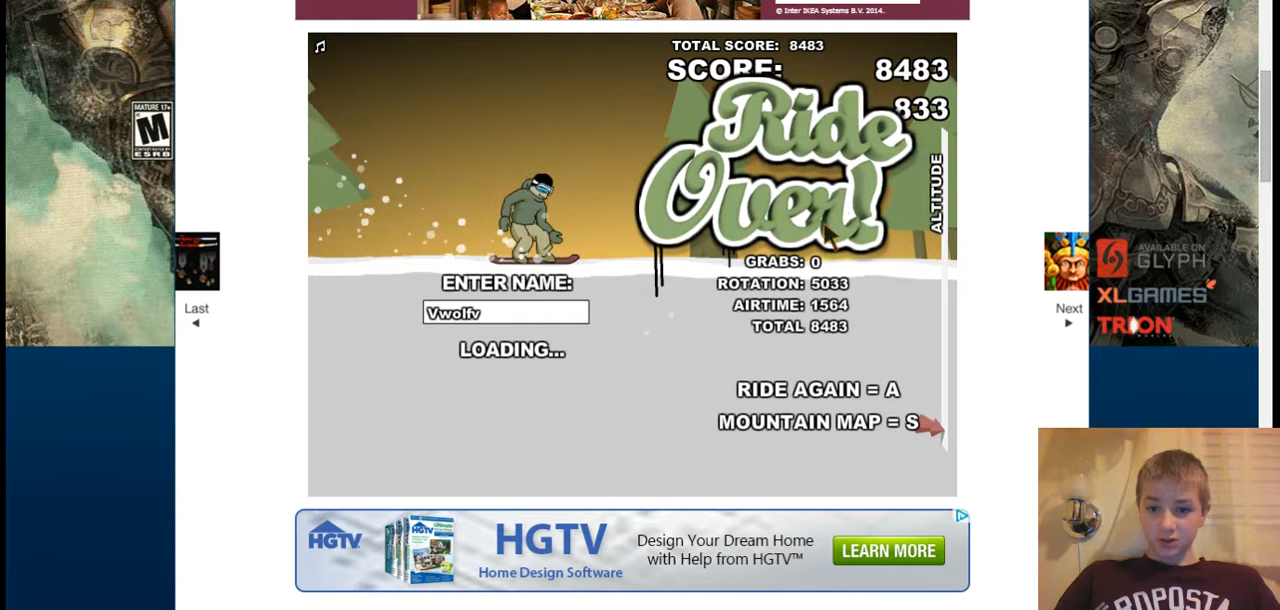 © Inter IKEA Systems B.V. 2014.
TOTAL SCORE: 8483
SCORE: 8483
833
Ride
Over!
ALTITUDE
MATURE 17+
M
ESRB
GRABS: 0
ENTER NAME:
ROTATION: 5033
Vwolfv
AIRTIME: 1564
TOTAL 8483
LOADING...
RIDE AGAIN = A
MOUNTAIN MAP = S
Last
Next
AVAILABLE ON
GLYPH
XLGAMES
TRION
HGTV
HGTV
Home Design Software
Design Your Dream Home
with Help from HGTV™
LEARN MORE